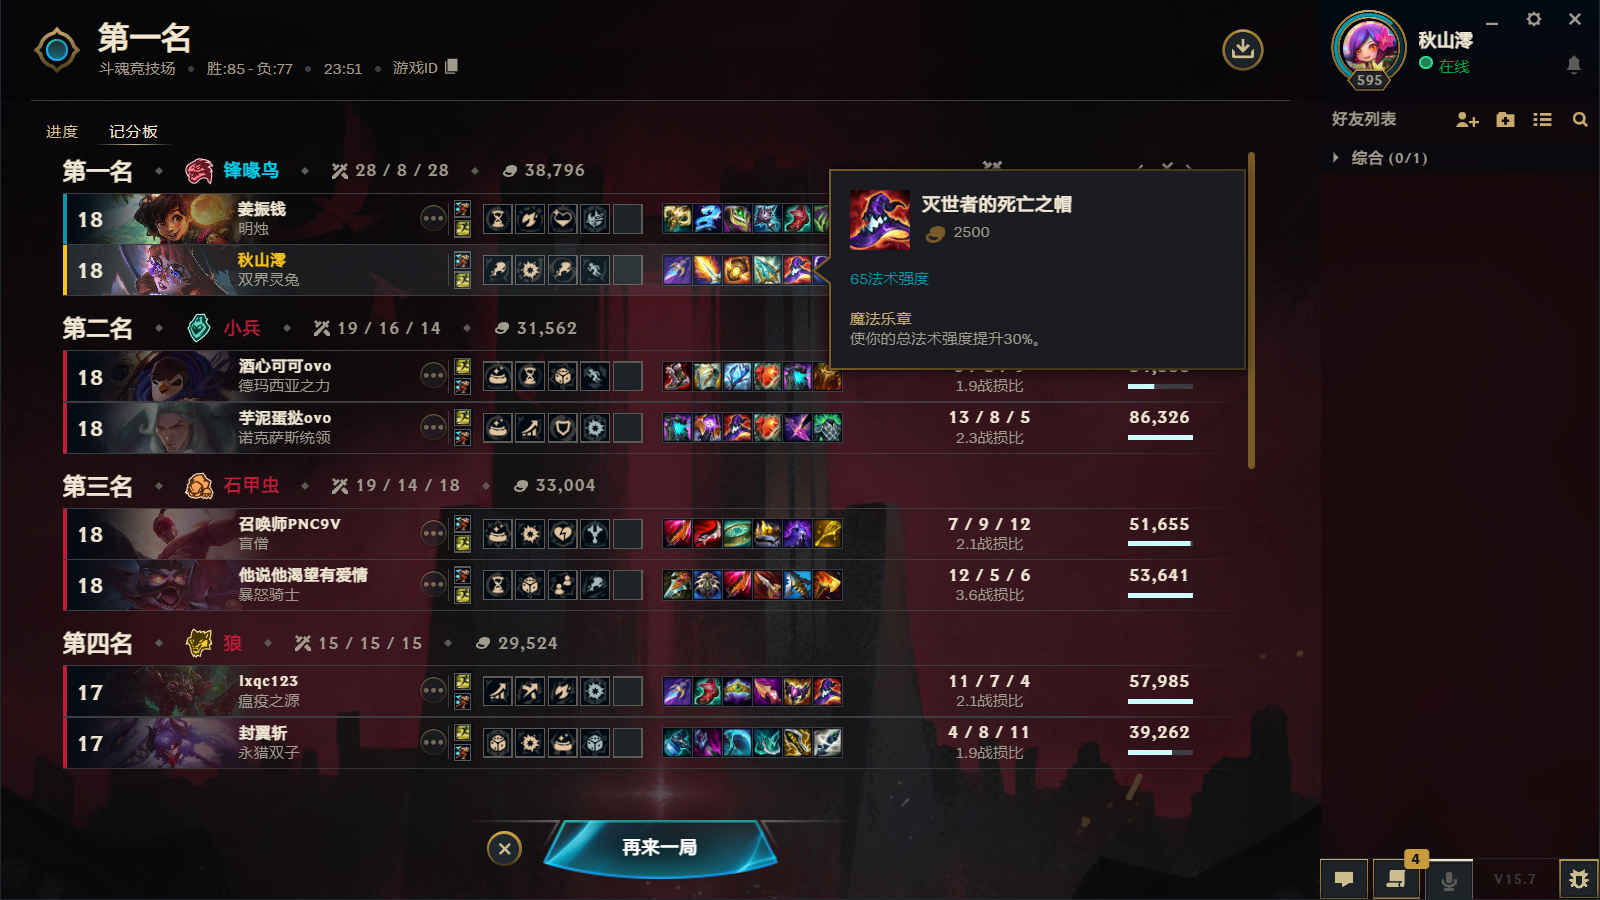 第一名
斗魂竞技场 • 胜:85 - 负:77 • 23:51 • 游戏ID
进度 记分板
第一名 锋喙鸟 28 / 8 / 28 38,796
18 姜振钱
明烛
18 秋山澪
双界灵兔
灭世者的死亡之帽
2500
65法术强度
魔法乐章
使你的总法术强度提升30%。
第二名 小兵 19 / 16 / 14 31,562
18 酒心可可ovo
德玛西亚之力 1.9战损比
18 芋泥蛋挞ovo 13 / 8 / 5 86,326
诺克萨斯统领 2.3战损比
第三名 石甲虫 19 / 14 / 18 33,004
18 召唤师PNC9V 7 / 9 / 12 51,655
盲僧 2.1战损比
18 他说他渴望有爱情 12 / 5 / 6 53,641
暴怒骑士 3.6战损比
第四名 狼 15 / 15 / 15 29,524
17 lxqc123 11 / 7 / 4 57,985
瘟疫之源 2.1战损比
17 封翼斩 4 / 8 / 11 39,262
永猎双子 1.9战损比
再来一局
秋山澪
在线
595
好友列表
综合 (0/1)
4
V15.7